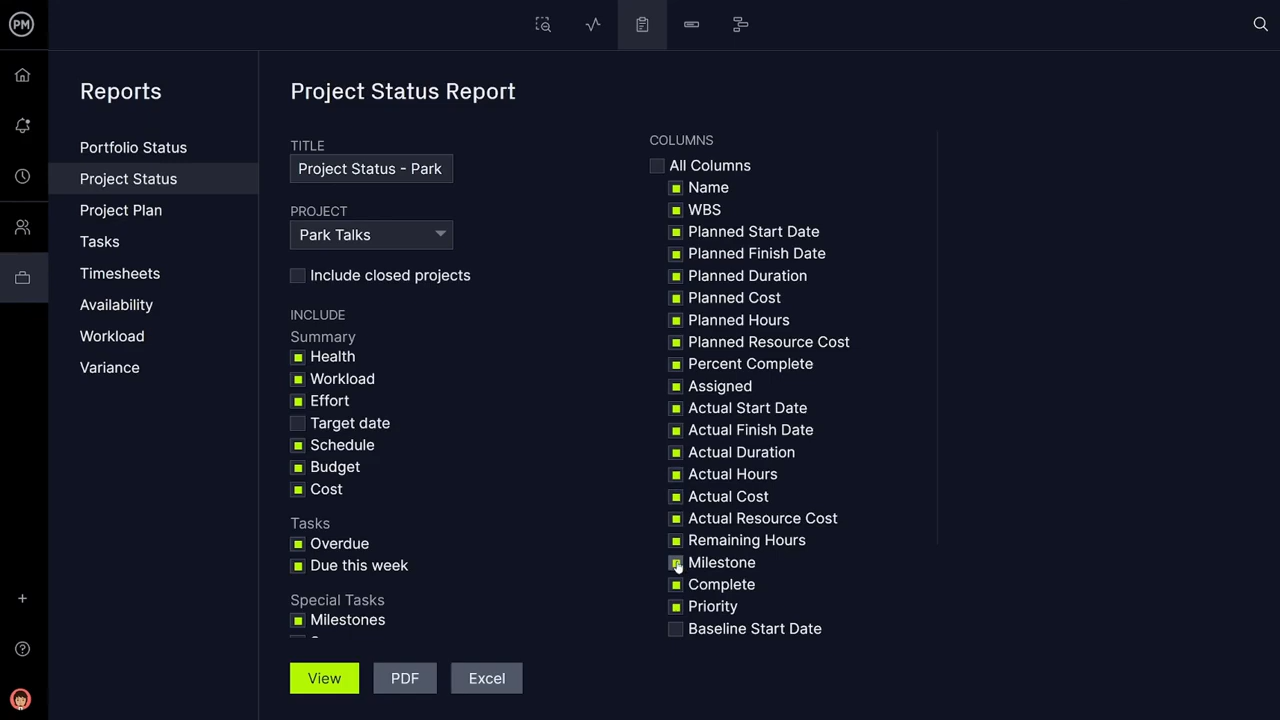 PM
Reports
Portfolio Status
Project Status
Project Plan
Tasks
Timesheets
Availability
Workload
Variance
Project Status Report
TITLE
Project Status - Park
PROJECT
Park Talks
Include closed projects
INCLUDE
Summary
Health
Workload
Effort
Target date
Schedule
Budget
Cost
Tasks
Overdue
Due this week
Special Tasks
Milestones
View
PDF
Excel
COLUMNS
All Columns
Name
WBS
Planned Start Date
Planned Finish Date
Planned Duration
Planned Cost
Planned Hours
Planned Resource Cost
Percent Complete
Assigned
Actual Start Date
Actual Finish Date
Actual Duration
Actual Hours
Actual Cost
Actual Resource Cost
Remaining Hours
Milestone
Complete
Priority
Baseline Start Date